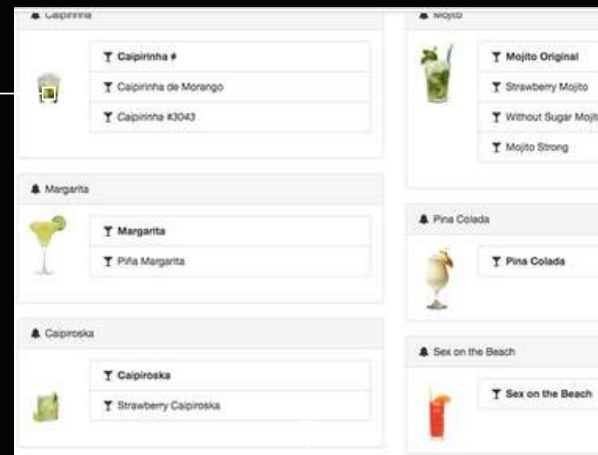 Caipirinha
Caipirinha #
Caipirinha de Morango
Caipirinha #3043
Margarita
Margarita
Piña Margarita
Caipiroska
Caipiroska
Strawberry Caipiroska
Mojito
Mojito Original
Strawberry Mojito
Without Sugar Mojit
Mojito Strong
Pina Colada
Pina Colada
Sex on the Beach
Sex on the Beach